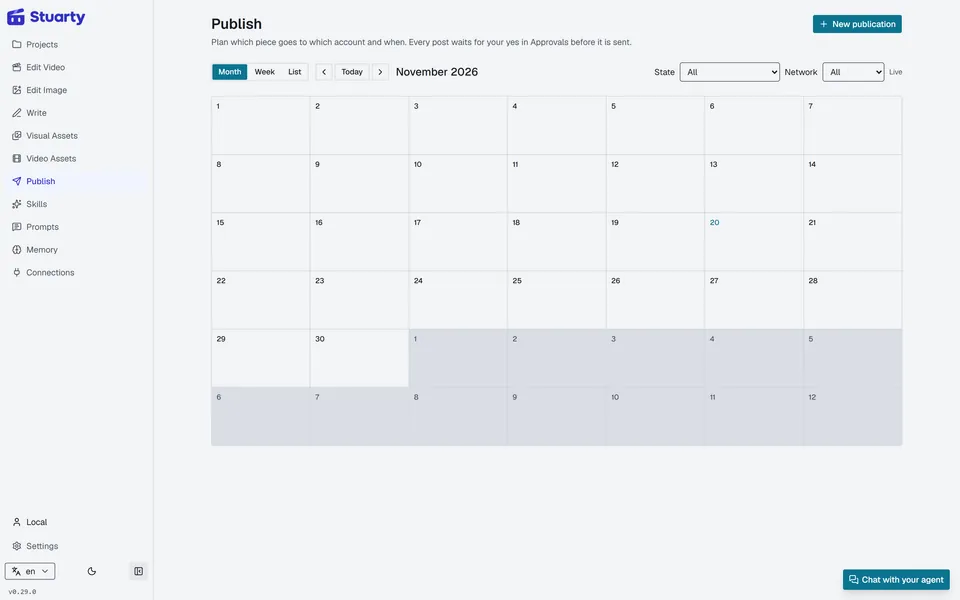 Stuarty
Projects
Edit Video
Edit Image
Write
Visual Assets
Video Assets
Publish
Skills
Prompts
Memory
Connections
Local
Settings
en
v0.29.0
Publish
New publication
Plan which piece goes to which account and when. Every post waits for your yes in Approvals before it is sent.
Month Week List Today November 2026 State All Network All Live
1 2 3 4 5 6 7
8 9 10 11 12 13 14
15 16 17 18 19 20 21
22 23 24 25 26 27 28
29 30 1 2 3 4 5
6 7 8 9 10 11 12
Chat with your agent